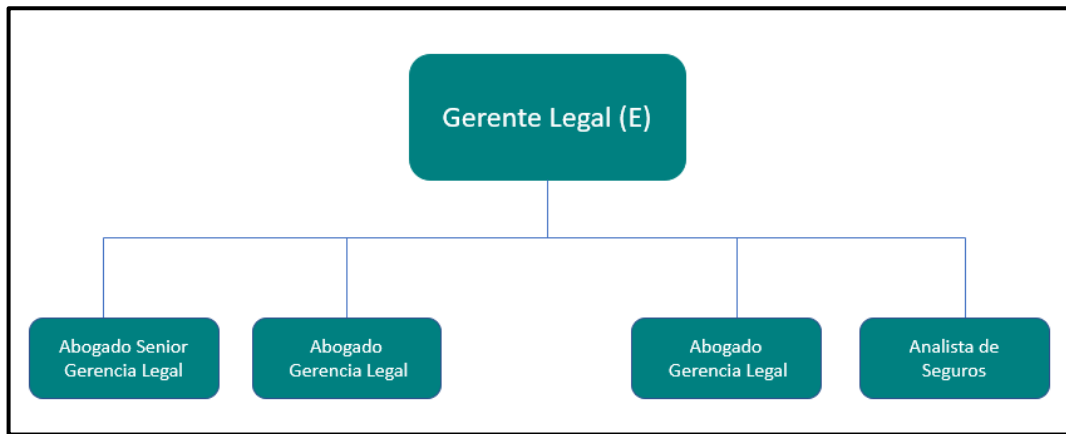 Gerente Legal (E)
Abogado Senior
Gerencia Legal
Abogado
Gerencia Legal
Abogado
Gerencia Legal
Analista de
Seguros